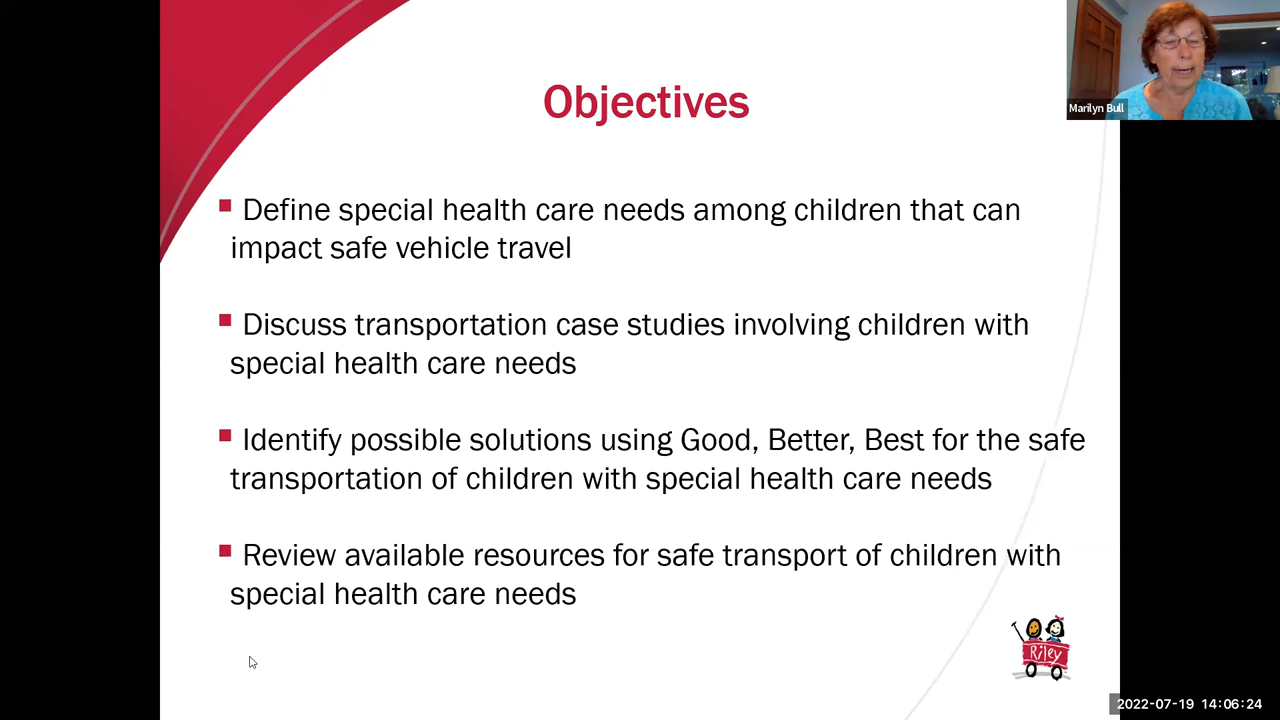 Objectives
Marilyn Bull
Define special health care needs among children that can
impact safe vehicle travel
Discuss transportation case studies involving children with
special health care needs
Identify possible solutions using Good, Better, Best for the safe
transportation of children with special health care needs
Review available resources for safe transport of children with
special health care needs
Riley
2022-07-19 14:06:24